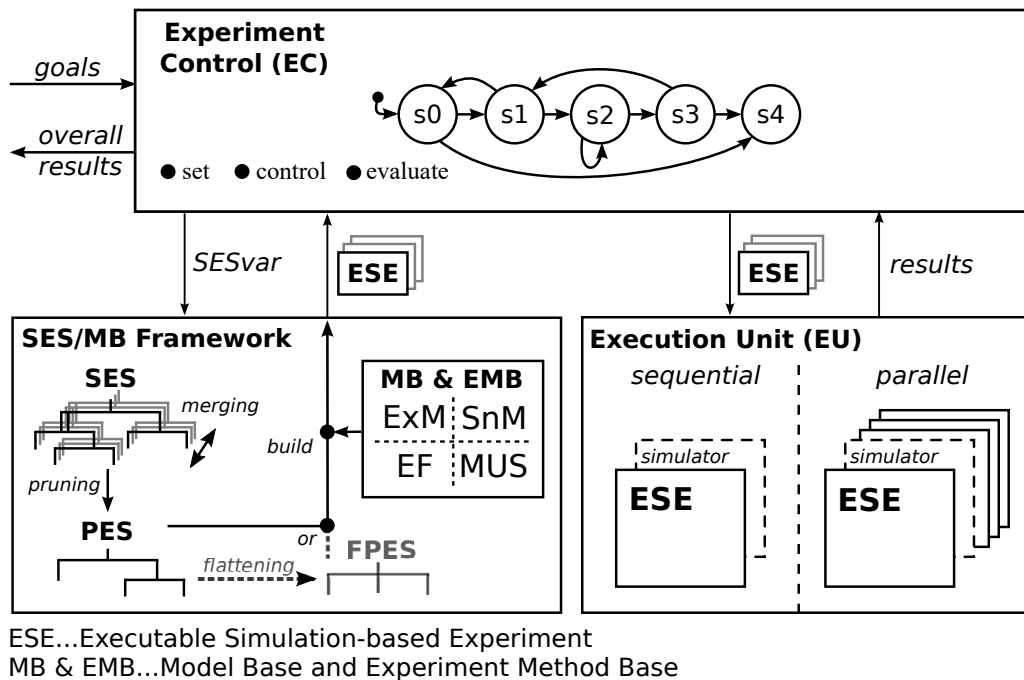 Experiment
Control (EC)
goals
overall
results
s0 s1 s2 s3 s4
● set ● control ● evaluate
SESvar
ESE
ESE
results
SES/MB Framework
SES
merging
pruning
PES
flattening
FPES
or
build
MB & EMB
ExM SnM
EF MUS
Execution Unit (EU)
sequential
parallel
simulator
ESE
simulator
ESE
ESE...Executable Simulation-based Experiment
MB & EMB...Model Base and Experiment Method Base